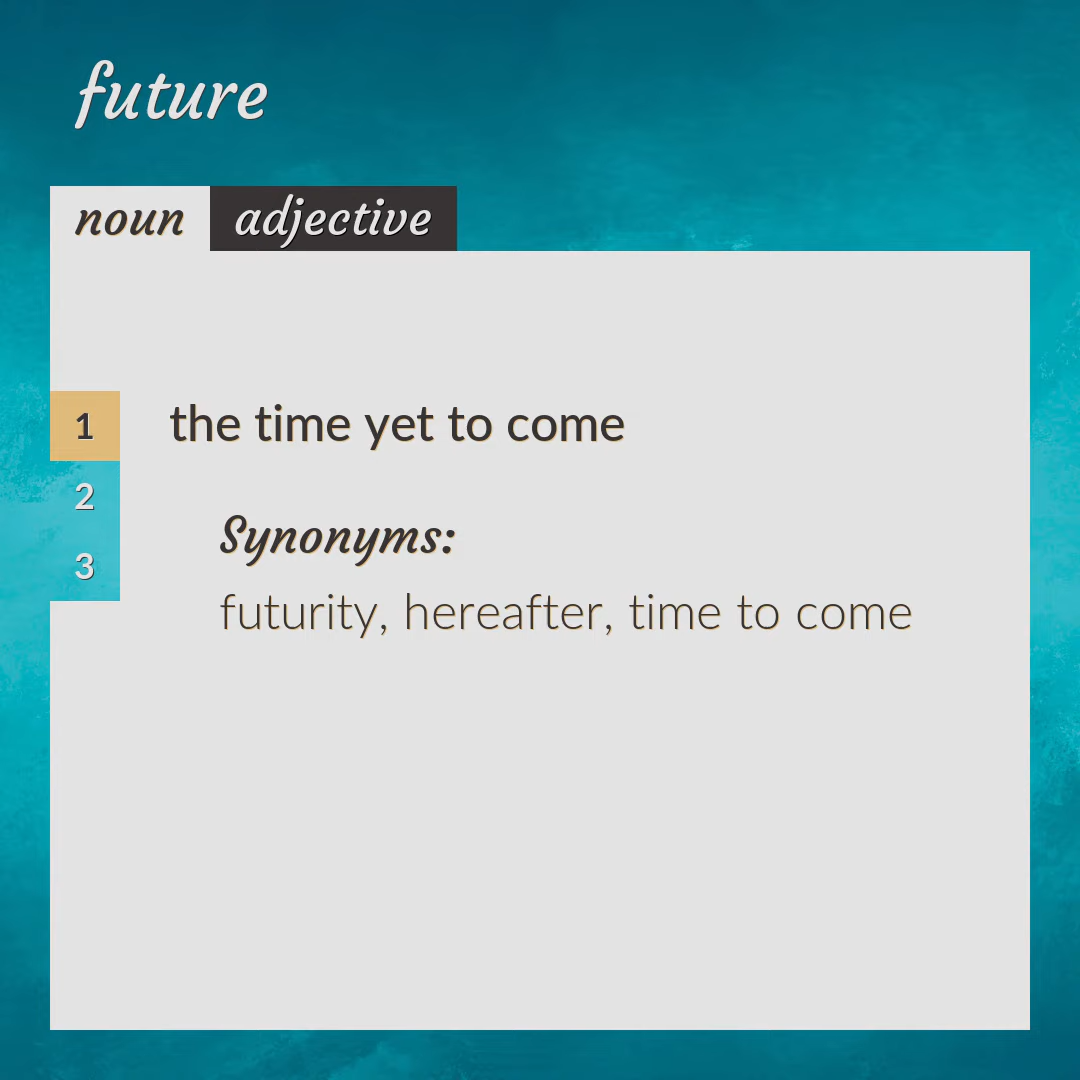 future
noun adjective
1 the time yet to come
2
Synonyms:
3
futurity, hereafter, time to come